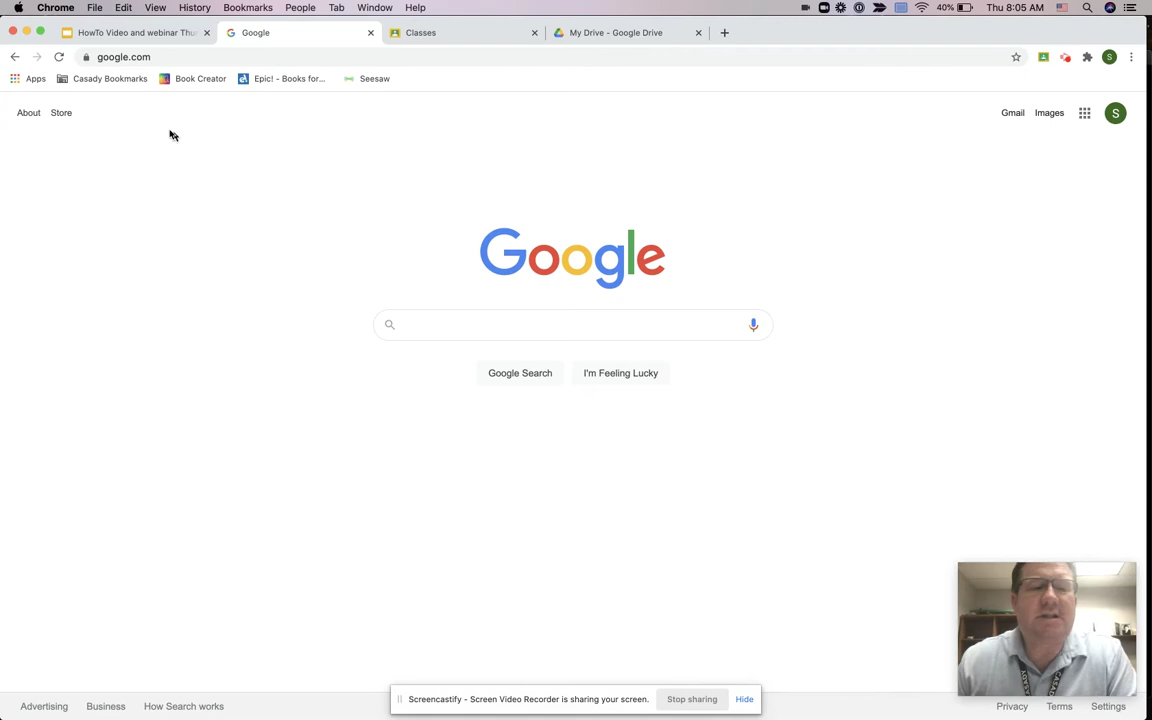 Chrome File Edit View History Bookmarks People Tab Window Help 40% Thu 8:05 AM
HowTo Video and webinar Thu Google Classes My Drive - Google Drive
google.com S
Apps Casady Bookmarks Book Creator Epic! - Books for... Seesaw
About Store Gmail Images S
Google
Google Search I'm Feeling Lucky
Screencastify - Screen Video Recorder is sharing your screen. Stop sharing Hide
Advertising Business How Search works Privacy Terms Settings